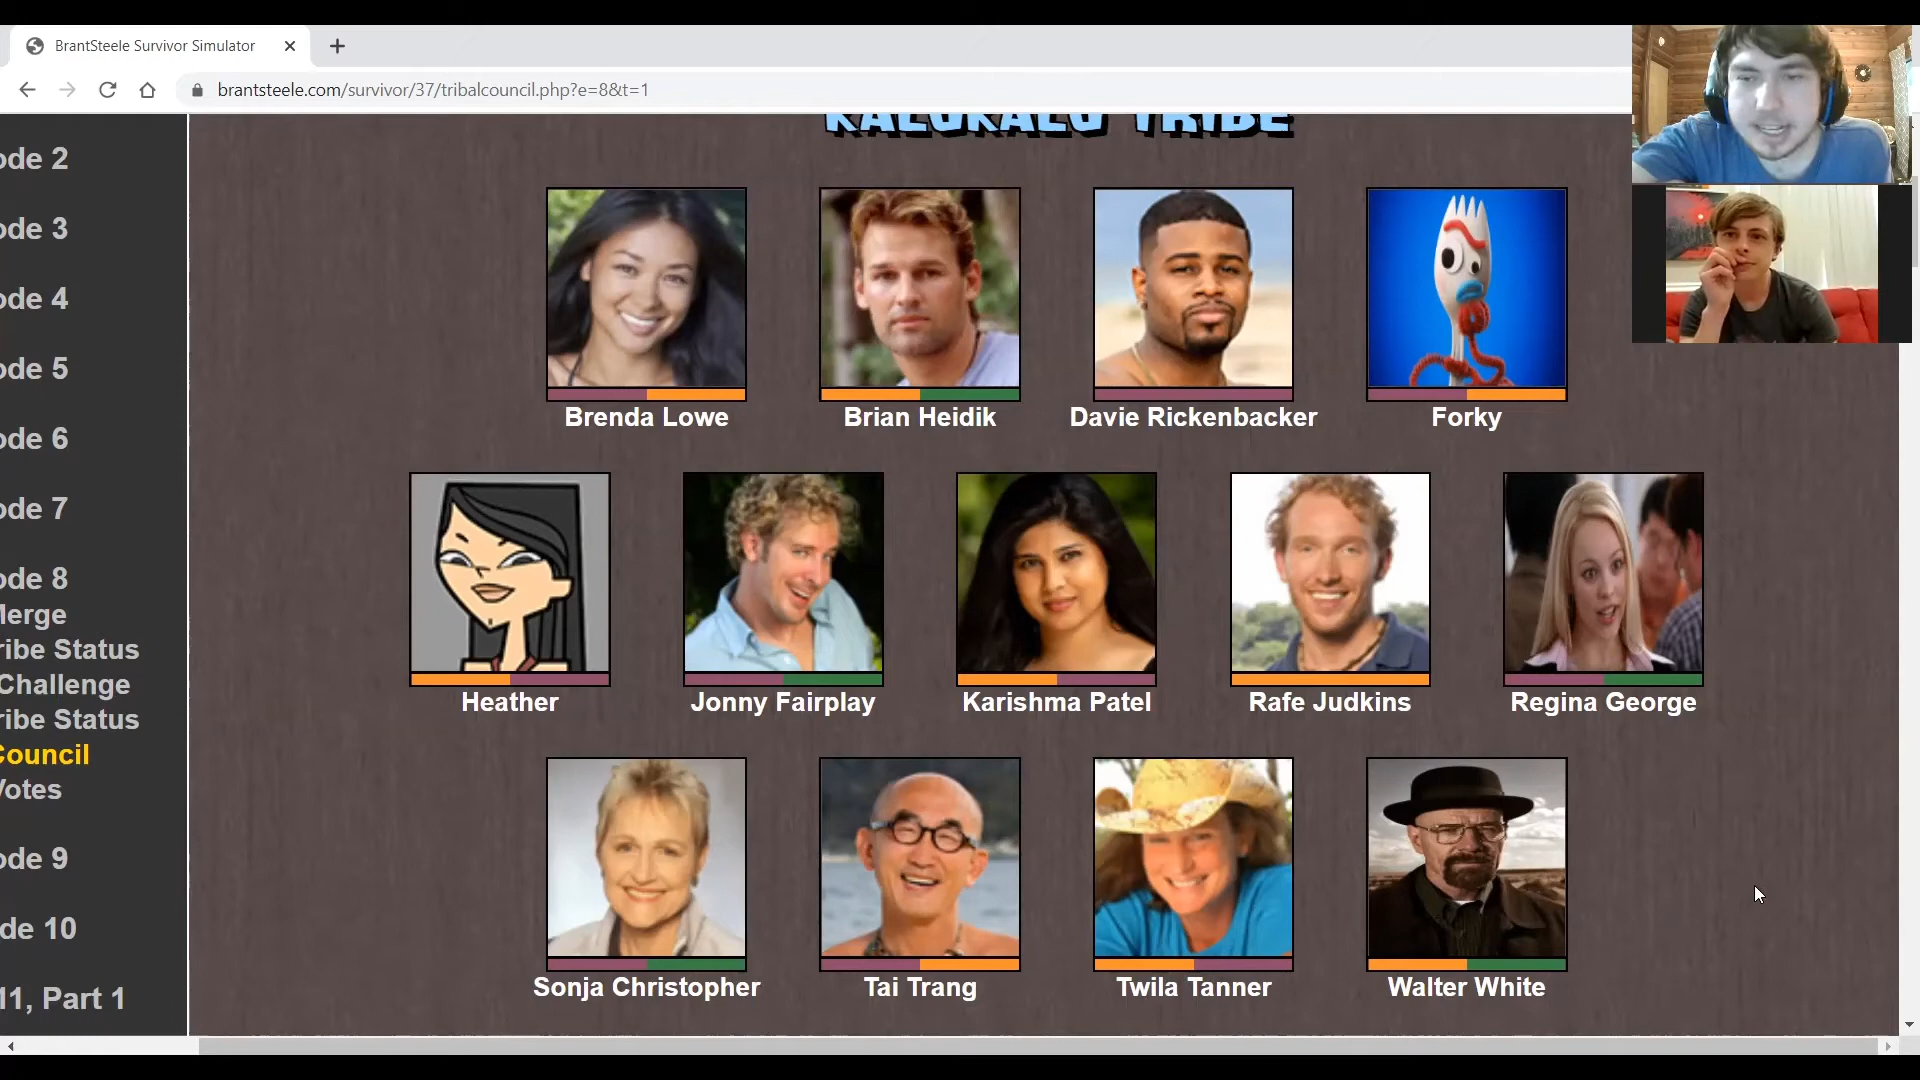 BrantSteele Survivor Simulator
brantsteele.com/survivor/37/tribalcouncil.php?e=8&t=1
KALOKALO TRIBE
ode 2
ode 3
ode 4
ode 5
ode 6
ode 7
ode 8
Merge
ribe Status
Challenge
ribe Status
Council
Votes
ode 9
de 10
11, Part 1
Brenda Lowe
Brian Heidik
Davie Rickenbacker
Forky
Heather
Jonny Fairplay
Karishma Patel
Rafe Judkins
Regina George
Sonja Christopher
Tai Trang
Twila Tanner
Walter White